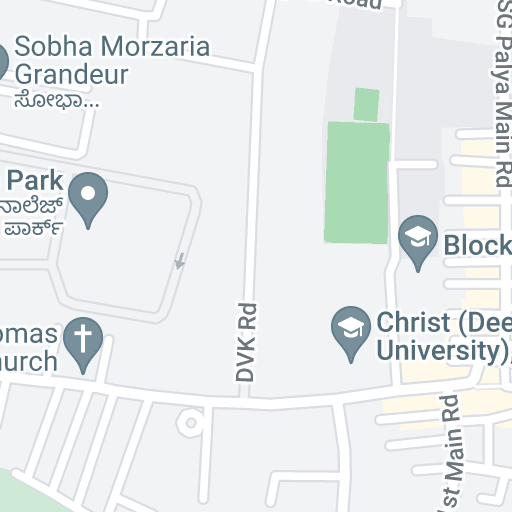 Road
SG Palya Main Rd
Sobha Morzaria
Grandeur
ಸೋಭಾ...
Park
ನಾಲೆಜ್
ಪಾರ್ಕ್
Block
DVK Rd
Christ (Dee
University),
omas
hurch
1st Main Rd